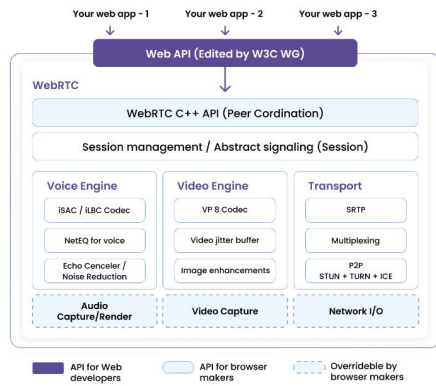 Your web app - 1
Your web app - 2
Your web app - 3
Web API (Edited by W3C WG)
WebRTC
WebRTC C++ API (Peer Cordination)
Session management / Abstract signaling (Session)
Voice Engine
iSAC / iLBC Codec
NetEQ for voice
Echo Cenceler /
Noise Reduction
Video Engine
VP 8 Codec
Video jitter buffer
Image enhancements
Transport
SRTP
Multiplexing
P2P
STUN + TURN + ICE
Audio
Capture/Render
Video Capture
Network I/O
API for Web
developers
API for browser
makers
Overrideable by
browser makers